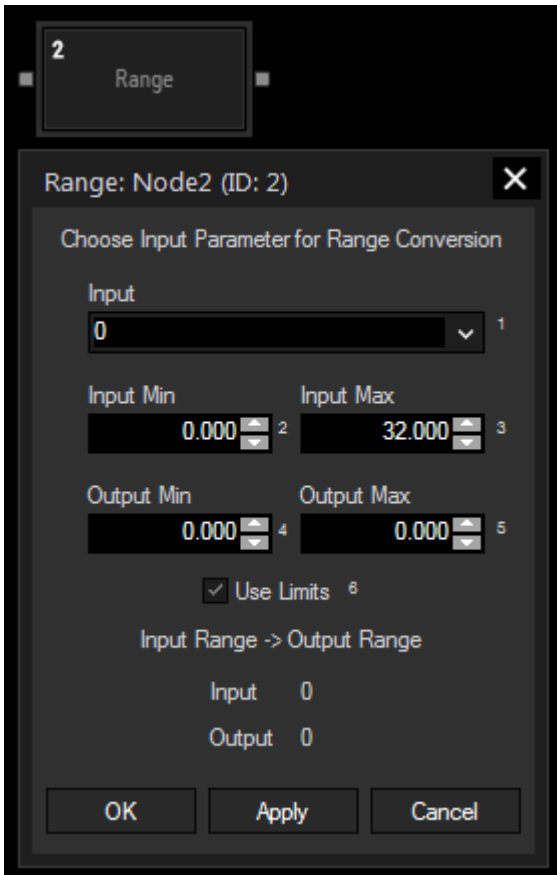 2
Range
Range: Node2 (ID: 2)
Choose Input Parameter for Range Conversion
Input
0 1
Input Min Input Max
0.000 2 32.000 3
Output Min Output Max
0.000 4 0.000 5
Use Limits 6
Input Range -> Output Range
Input 0
Output 0
OK Apply Cancel